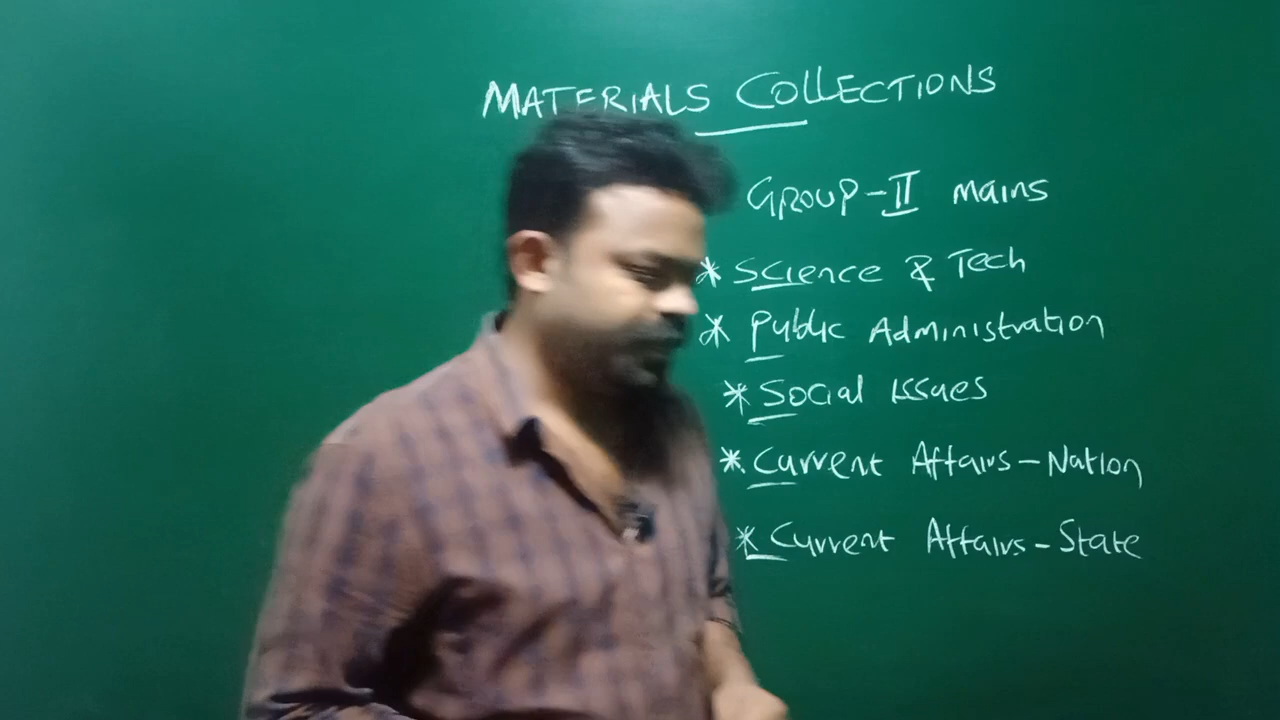 MATERIALS COLLECTIONS
GROUP-II mains
* Science & Tech
* Public Administration
* Social Issues
* Current Affairs-Nation
* Current Affairs-State